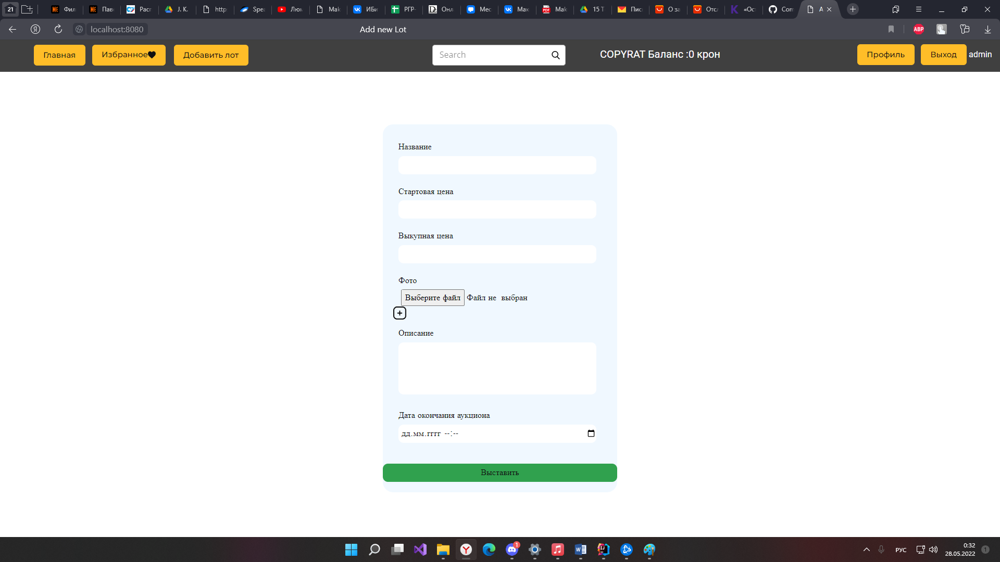 21 Фил Пав Расп J. K. http Spea Люм Mak ИБи РГР- Онл Мес Мак PDF Mak 15 Т Пис О за Отсл «Ос Com A
localhost:8080 Add new Lot ABP
Главная Избранное Добавить лот Search COPYRAT Баланс :0 крон Профиль Выход admin
Название
Стартовая цена
Выкупная цена
Фото
Выберите файл Файл не выбран
Описание
Дата окончания аукциона
дд.мм.гггг --:--
Выставить
1 РУС 0:32 1
28.05.2022